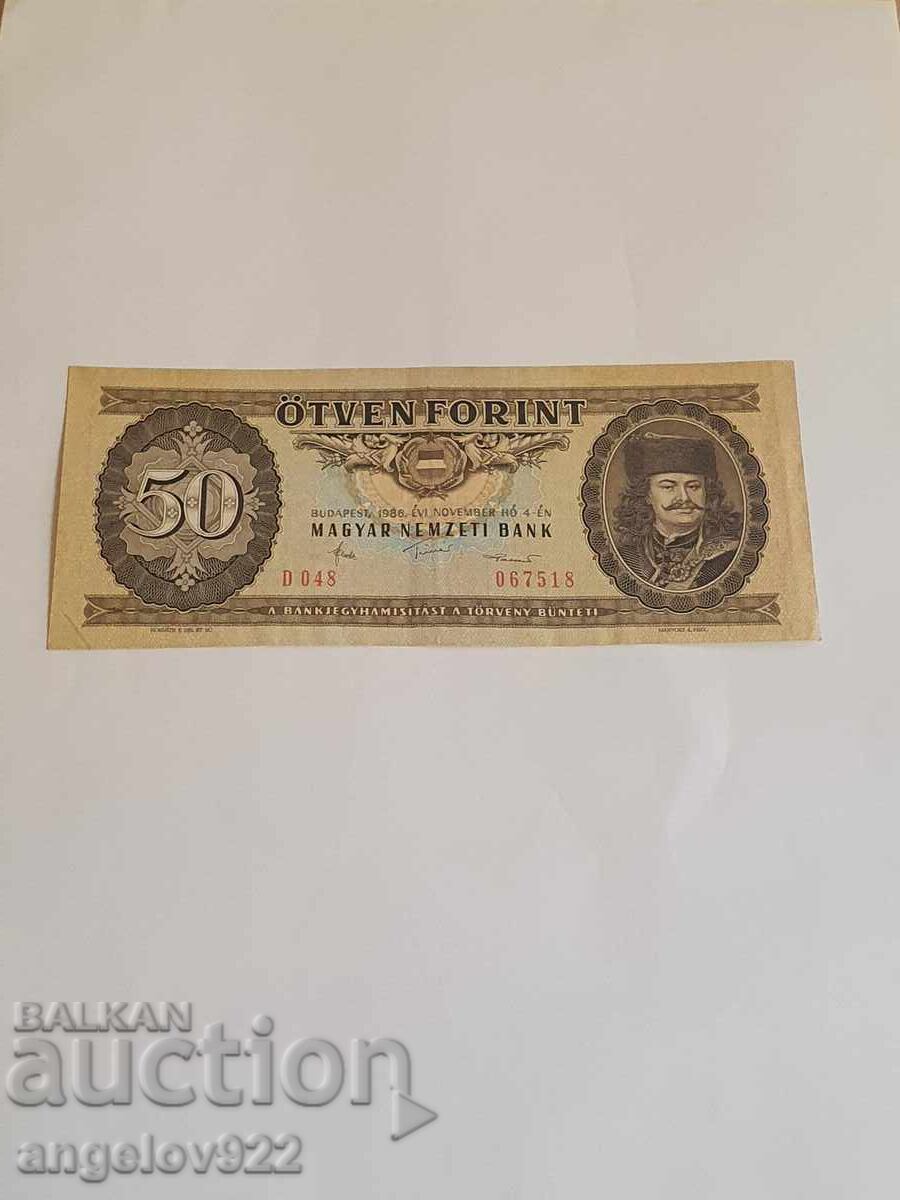 ÖTVEN FORINT
50
BUDAPEST, 1986. ÉVI NOVEMBER HÓ 4-ÉN
MAGYAR NEMZETI BANK
D 048 067518
A BANKJEGYHAMISÍTÁST A TÖRVÉNY BÜNTETI
BALKAN
auction
angelov922